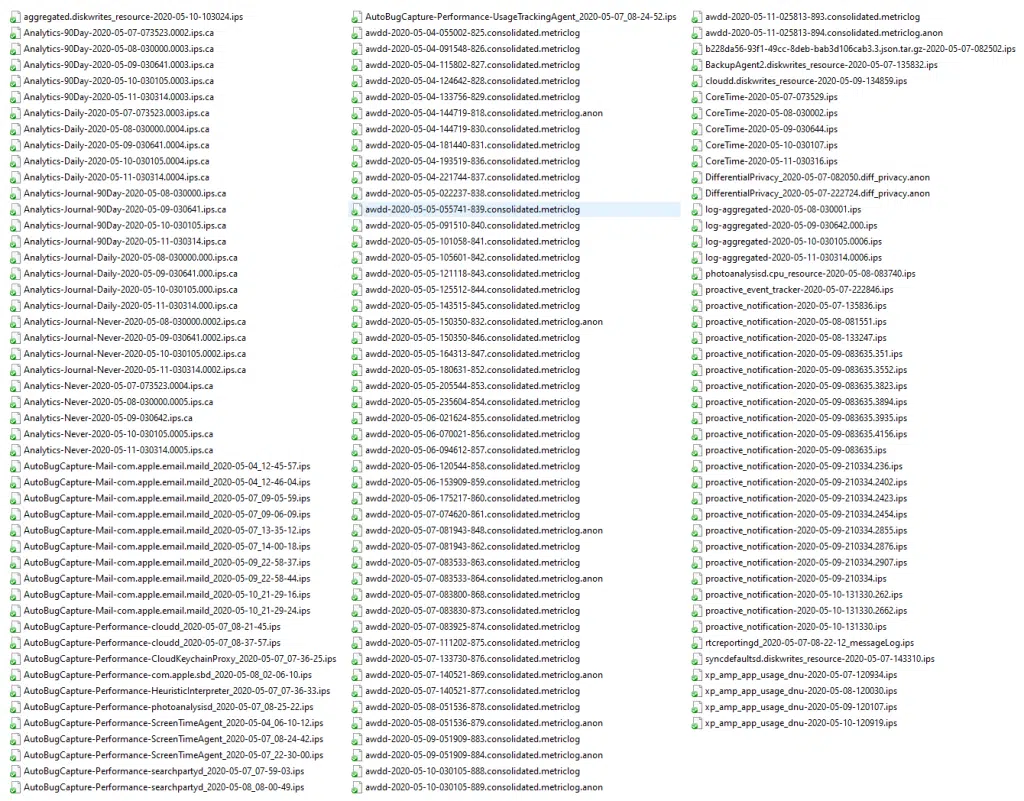 aggregated.diskwrites_resource-2020-05-10-103024.ips
Analytics-90Day-2020-05-07-073523.0002.ips.ca
Analytics-90Day-2020-05-08-030000.0003.ips.ca
Analytics-90Day-2020-05-09-030641.0003.ips.ca
Analytics-90Day-2020-05-10-030105.0003.ips.ca
Analytics-90Day-2020-05-11-030314.0003.ips.ca
Analytics-Daily-2020-05-07-073523.0003.ips.ca
Analytics-Daily-2020-05-08-030000.0004.ips.ca
Analytics-Daily-2020-05-09-030641.0004.ips.ca
Analytics-Daily-2020-05-10-030105.0004.ips.ca
Analytics-Daily-2020-05-11-030314.0004.ips.ca
Analytics-Journal-90Day-2020-05-08-030000.ips.ca
Analytics-Journal-90Day-2020-05-09-030641.ips.ca
Analytics-Journal-90Day-2020-05-10-030105.ips.ca
Analytics-Journal-90Day-2020-05-11-030314.ips.ca
Analytics-Journal-Daily-2020-05-08-030000.000.ips.ca
Analytics-Journal-Daily-2020-05-09-030641.000.ips.ca
Analytics-Journal-Daily-2020-05-10-030105.000.ips.ca
Analytics-Journal-Daily-2020-05-11-030314.000.ips.ca
Analytics-Journal-Never-2020-05-08-030000.0002.ips.ca
Analytics-Journal-Never-2020-05-09-030641.0002.ips.ca
Analytics-Journal-Never-2020-05-10-030105.0002.ips.ca
Analytics-Journal-Never-2020-05-11-030314.0002.ips.ca
Analytics-Never-2020-05-07-073523.0004.ips.ca
Analytics-Never-2020-05-08-030000.0005.ips.ca
Analytics-Never-2020-05-09-030642.ips.ca
Analytics-Never-2020-05-10-030105.0005.ips.ca
Analytics-Never-2020-05-11-030314.0005.ips.ca
AutoBugCapture-Mail-com.apple.email.maild_2020-05-04_12-45-57.ips
AutoBugCapture-Mail-com.apple.email.maild_2020-05-04_12-46-04.ips
AutoBugCapture-Mail-com.apple.email.maild_2020-05-07_09-05-59.ips
AutoBugCapture-Mail-com.apple.email.maild_2020-05-07_09-06-09.ips
AutoBugCapture-Mail-com.apple.email.maild_2020-05-07_13-35-12.ips
AutoBugCapture-Mail-com.apple.email.maild_2020-05-07_14-00-18.ips
AutoBugCapture-Mail-com.apple.email.maild_2020-05-09_22-58-37.ips
AutoBugCapture-Mail-com.apple.email.maild_2020-05-09_22-58-44.ips
AutoBugCapture-Mail-com.apple.email.maild_2020-05-10_21-29-16.ips
AutoBugCapture-Mail-com.apple.email.maild_2020-05-10_21-29-24.ips
AutoBugCapture-Performance-cloudd_2020-05-07_08-21-45.ips
AutoBugCapture-Performance-cloudd_2020-05-07_08-37-57.ips
AutoBugCapture-Performance-CloudKeychainProxy_2020-05-07_07-36-25.ips
AutoBugCapture-Performance-com.apple.sbd_2020-05-08_02-06-10.ips
AutoBugCapture-Performance-HeuristicInterpreter_2020-05-07_07-36-33.ips
AutoBugCapture-Performance-photoanalysisd_2020-05-07_08-25-22.ips
AutoBugCapture-Performance-ScreenTimeAgent_2020-05-04_06-10-12.ips
AutoBugCapture-Performance-ScreenTimeAgent_2020-05-07_08-24-42.ips
AutoBugCapture-Performance-ScreenTimeAgent_2020-05-07_22-30-00.ips
AutoBugCapture-Performance-searchpartyd_2020-05-07_07-59-03.ips
AutoBugCapture-Performance-searchpartyd_2020-05-08_08-00-49.ips
AutoBugCapture-Performance-UsageTrackingAgent_2020-05-07_08-24-52.ips
awdd-2020-05-04-055002-825.consolidated.metriclog
awdd-2020-05-04-091548-826.consolidated.metriclog
awdd-2020-05-04-115802-827.consolidated.metriclog
awdd-2020-05-04-124642-828.consolidated.metriclog
awdd-2020-05-04-133756-829.consolidated.metriclog
awdd-2020-05-04-144719-818.consolidated.metriclog.anon
awdd-2020-05-04-144719-830.consolidated.metriclog
awdd-2020-05-04-181440-831.consolidated.metriclog
awdd-2020-05-04-193519-836.consolidated.metriclog
awdd-2020-05-04-221744-837.consolidated.metriclog
awdd-2020-05-05-022237-838.consolidated.metriclog
awdd-2020-05-05-055741-839.consolidated.metriclog
awdd-2020-05-05-091510-840.consolidated.metriclog
awdd-2020-05-05-101058-841.consolidated.metriclog
awdd-2020-05-05-105601-842.consolidated.metriclog
awdd-2020-05-05-121118-843.consolidated.metriclog
awdd-2020-05-05-125512-844.consolidated.metriclog
awdd-2020-05-05-143515-845.consolidated.metriclog
awdd-2020-05-05-150350-832.consolidated.metriclog.anon
awdd-2020-05-05-150350-846.consolidated.metriclog
awdd-2020-05-05-164313-847.consolidated.metriclog
awdd-2020-05-05-180631-852.consolidated.metriclog
awdd-2020-05-05-205544-853.consolidated.metriclog
awdd-2020-05-05-235604-854.consolidated.metriclog
awdd-2020-05-06-021624-855.consolidated.metriclog
awdd-2020-05-06-070021-856.consolidated.metriclog
awdd-2020-05-06-094612-857.consolidated.metriclog
awdd-2020-05-06-120544-858.consolidated.metriclog
awdd-2020-05-06-153909-859.consolidated.metriclog
awdd-2020-05-06-175217-860.consolidated.metriclog
awdd-2020-05-07-074620-861.consolidated.metriclog
awdd-2020-05-07-081943-848.consolidated.metriclog.anon
awdd-2020-05-07-081943-862.consolidated.metriclog
awdd-2020-05-07-083533-863.consolidated.metriclog
awdd-2020-05-07-083533-864.consolidated.metriclog.anon
awdd-2020-05-07-083800-868.consolidated.metriclog
awdd-2020-05-07-083830-873.consolidated.metriclog
awdd-2020-05-07-083925-874.consolidated.metriclog
awdd-2020-05-07-111202-875.consolidated.metriclog
awdd-2020-05-07-133730-876.consolidated.metriclog
awdd-2020-05-07-140521-869.consolidated.metriclog.anon
awdd-2020-05-07-140521-877.consolidated.metriclog
awdd-2020-05-08-051536-878.consolidated.metriclog
awdd-2020-05-08-051536-879.consolidated.metriclog.anon
awdd-2020-05-09-051909-883.consolidated.metriclog
awdd-2020-05-09-051909-884.consolidated.metriclog.anon
awdd-2020-05-10-030105-888.consolidated.metriclog
awdd-2020-05-10-030105-889.consolidated.metriclog.anon
awdd-2020-05-11-025813-893.consolidated.metriclog
awdd-2020-05-11-025813-894.consolidated.metriclog.anon
b228da56-93f1-49cc-8deb-bab3d106cab3.3.json.tar.gz-2020-05-07-082502.ips
BackupAgent2.diskwrites_resource-2020-05-07-135832.ips
cloudd.diskwrites_resource-2020-05-09-134859.ips
CoreTime-2020-05-07-073529.ips
CoreTime-2020-05-08-030002.ips
CoreTime-2020-05-09-030644.ips
CoreTime-2020-05-10-030107.ips
CoreTime-2020-05-11-030316.ips
DifferentialPrivacy_2020-05-07-082050.diff_privacy.anon
DifferentialPrivacy_2020-05-07-222724.diff_privacy.anon
log-aggregated-2020-05-08-030001.ips
log-aggregated-2020-05-09-030642.000.ips
log-aggregated-2020-05-10-030105.0006.ips
log-aggregated-2020-05-11-030314.0006.ips
photoanalysisd.cpu_resource-2020-05-08-083740.ips
proactive_event_tracker-2020-05-07-222846.ips
proactive_notification-2020-05-07-135836.ips
proactive_notification-2020-05-08-081551.ips
proactive_notification-2020-05-08-133247.ips
proactive_notification-2020-05-09-083635.351.ips
proactive_notification-2020-05-09-083635.3552.ips
proactive_notification-2020-05-09-083635.3823.ips
proactive_notification-2020-05-09-083635.3894.ips
proactive_notification-2020-05-09-083635.3935.ips
proactive_notification-2020-05-09-083635.4156.ips
proactive_notification-2020-05-09-083635.ips
proactive_notification-2020-05-09-210334.236.ips
proactive_notification-2020-05-09-210334.2402.ips
proactive_notification-2020-05-09-210334.2423.ips
proactive_notification-2020-05-09-210334.2454.ips
proactive_notification-2020-05-09-210334.2855.ips
proactive_notification-2020-05-09-210334.2876.ips
proactive_notification-2020-05-09-210334.2907.ips
proactive_notification-2020-05-09-210334.ips
proactive_notification-2020-05-10-131330.262.ips
proactive_notification-2020-05-10-131330.2662.ips
proactive_notification-2020-05-10-131330.ips
rtcreportingd_2020-05-07-08-22-12_messageLog.ips
syncdefaultsd.diskwrites_resource-2020-05-07-143310.ips
xp_amp_app_usage_dnu-2020-05-07-120934.ips
xp_amp_app_usage_dnu-2020-05-08-120030.ips
xp_amp_app_usage_dnu-2020-05-09-120107.ips
xp_amp_app_usage_dnu-2020-05-10-120919.ips